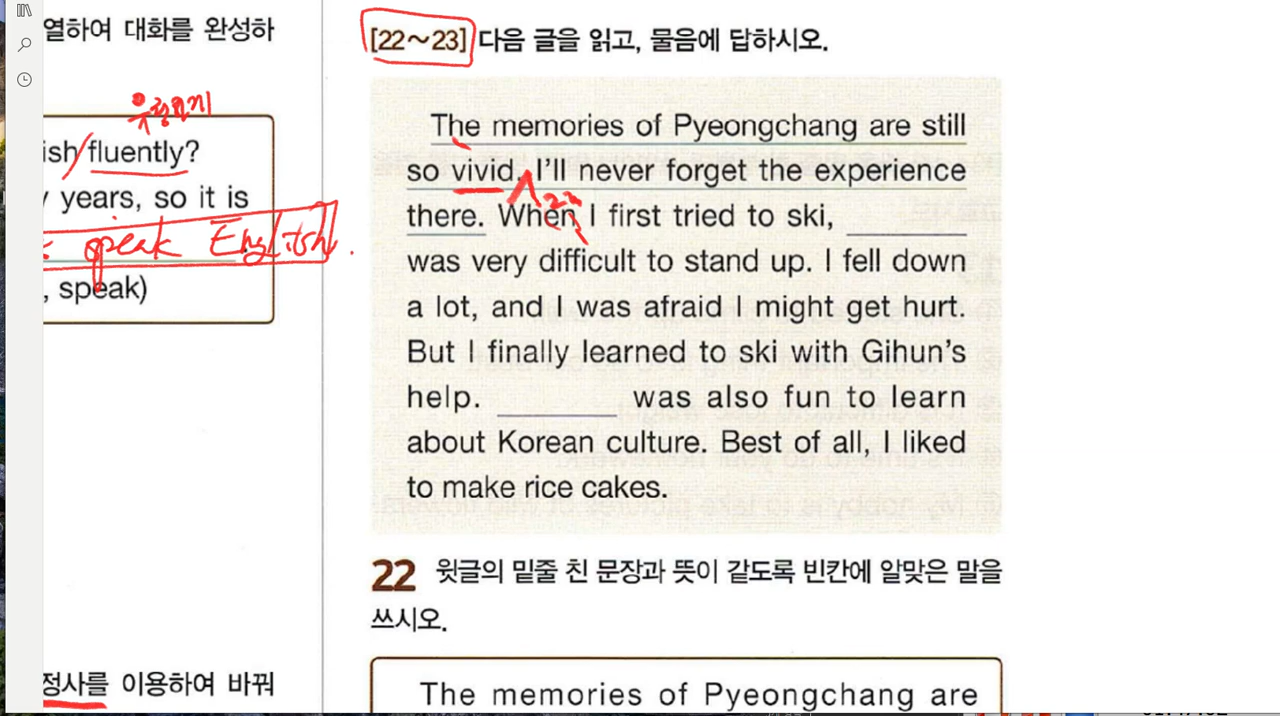 열하여 대화를 완성하
유창하게
ish/fluently?
years, so it is
speak English.
, speak)
정사를 이용하여 바꿔
[22~23] 다음 글을 읽고, 물음에 답하시오.
The memories of Pyeongchang are still
so vivid. I'll never forget the experience
there. When I first tried to ski, ________
was very difficult to stand up. I fell down
a lot, and I was afraid I might get hurt.
But I finally learned to ski with Gihun's
help. ________ was also fun to learn
about Korean culture. Best of all, I liked
to make rice cakes.
22 윗글의 밑줄 친 문장과 뜻이 같도록 빈칸에 알맞은 말을
쓰시오.
The memories of Pyeongchang are